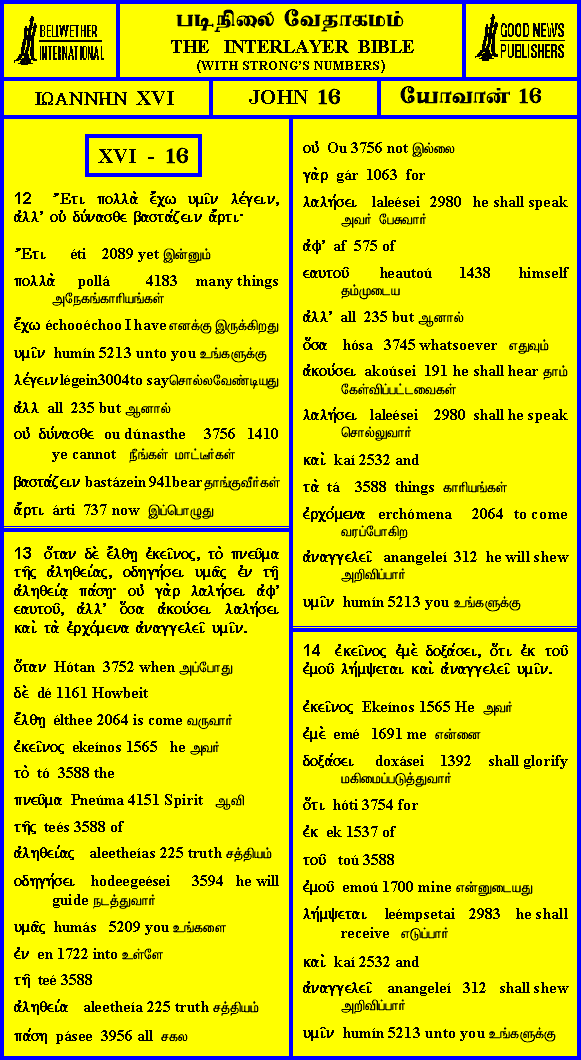 BELLWETHER
INTERNATIONAL
படிநிலை வேதாகமம்
THE INTERLAYER BIBLE
(WITH STRONG'S NUMBERS)
GOOD NEWS
PUBLISHERS
ΙΩΑΝΝΗΝ XVI
JOHN 16
யோவான் 16
XVI - 16
12 Ἔτι πολλὰ ἔχω υμῖν λέγειν,
ἀλλ' οὐ δύνασθε βαστάζειν ἄρτι·
Ἔτι éti 2089 yet இன்னும்
πολλὰ pollá 4183 many things
அநேகங்காரியங்கள்
ἔχω échooéchoo I have எனக்கு இருக்கிறது
υμῖν humín 5213 unto you உங்களுக்கு
λέγειν légein3004to sayசொல்லவேண்டியது
ἀλλ all 235 but ஆனால்
οὐ δύνασθε ou dúnasthe 3756 1410
ye cannot நீங்கள் மாட்டீர்கள்
βαστάζειν bastázein 941bear தாங்குவீர்கள்
ἄρτι árti 737 now இப்பொழுது
13 ὅταν δὲ ἔλθη ἐκεῖνος, τὸ πνεῦμα
τῆς ἀληθείας, οδηγήσει υμᾶς ἐν τῆ
ἀληθείᾳ πάση· οὐ γὰρ λαλήσει ἀφ'
εαυτοῦ, ἀλλ' ὅσα ἀκούσει λαλήσει
καὶ τὰ ἐρχόμενα ἀναγγελεῖ υμῖν.
ὅταν Hótan 3752 when அப்போது
δὲ dé 1161 Howbeit
ἔλθη élthee 2064 is come வருவார்
ἐκεῖνος ekeínos 1565 he அவர்
τὸ tó 3588 the
πνεῦμα Pneúma 4151 Spirit ஆவி
τῆς teés 3588 of
ἀληθείας aleetheías 225 truth சத்தியம்
οδηγήσει hodeegeései 3594 he will
guide நடத்துவார்
υμᾶς humás 5209 you உங்களை
ἐν en 1722 into உள்ளே
τῆ teé 3588
ἀληθεία aleetheía 225 truth சத்தியம்
πάση pásee 3956 all சகல
οὐ Ou 3756 not இல்லை
γὰρ gár 1063 for
λαλήσει laleései 2980 he shall speak
அவர் பேசுவார்
ἀφ' af 575 of
εαυτοῦ heautoú 1438 himself
தம்முடைய
ἀλλ' all 235 but ஆனால்
ὅσα hósa 3745 whatsoever எதுவும்
ἀκούσει akoúsei 191 he shall hear தாம்
கேள்விப்பட்டவைகள்
λαλήσει laleései 2980 shall he speak
சொல்லுவார்
καὶ kaí 2532 and
τὰ tá 3588 things காரியங்கள்
ἐρχόμενα erchómena 2064 to come
வரப்போகிற
ἀναγγελεῖ anangeleí 312 he will shew
அறிவிப்பார்
υμῖν humín 5213 you உங்களுக்கு
14 ἐκεῖνος ἐμὲ δοξάσει, ὅτι ἐκ τοῦ
ἐμοῦ λήμψεται καὶ ἀναγγελεῖ υμῖν.
ἐκεῖνος Ekeínos 1565 He அவர்
ἐμὲ emé 1691 me என்னை
δοξάσει doxásei 1392 shall glorify
மகிமைப்படுத்துவார்
ὅτι hóti 3754 for
ἐκ ek 1537 of
τοῦ toú 3588
ἐμοῦ emoú 1700 mine என்னுடையது
λήμψεται leémpsetai 2983 he shall
receive எடுப்பார்
καὶ kaí 2532 and
ἀναγγελεῖ anangeleí 312 shall shew
அறிவிப்பார்
υμῖν humín 5213 unto you உங்களுக்கு